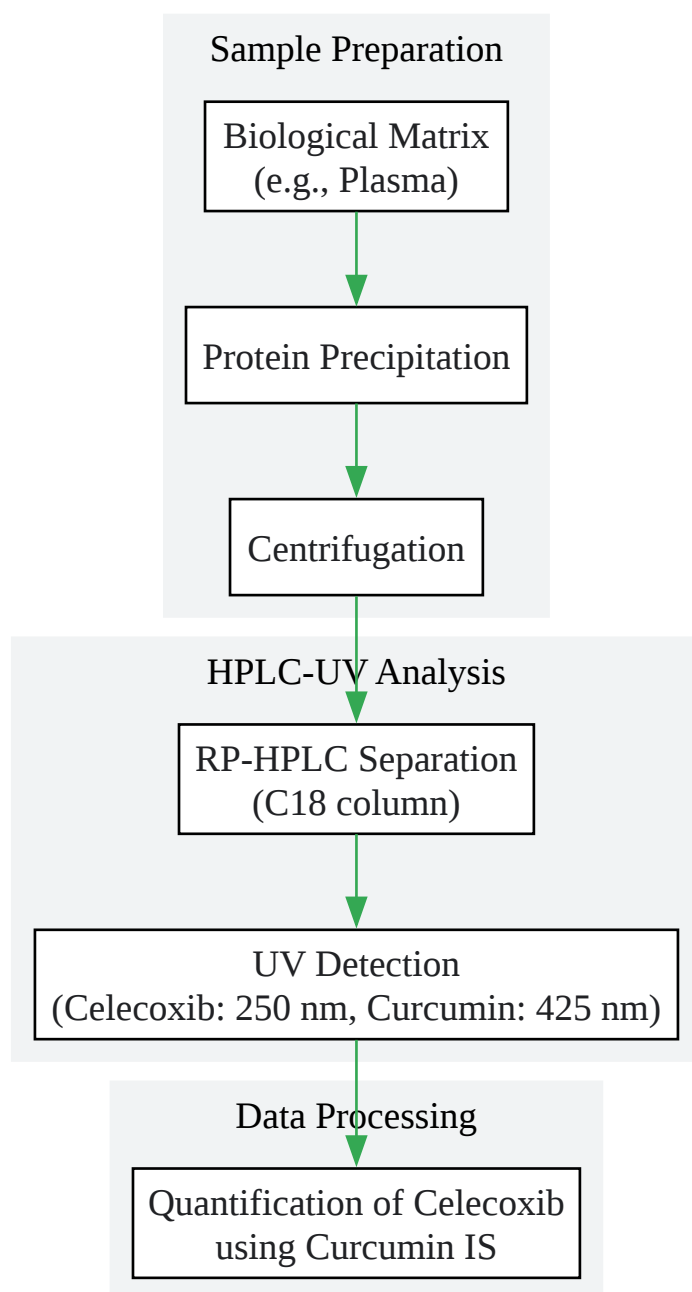 Sample Preparation
Biological Matrix
(e.g., Plasma)
Protein Precipitation
Centrifugation
HPLC-UV Analysis
RP-HPLC Separation
(C18 column)
UV Detection
(Celecoxib: 250 nm, Curcumin: 425 nm)
Data Processing
Quantification of Celecoxib
using Curcumin IS